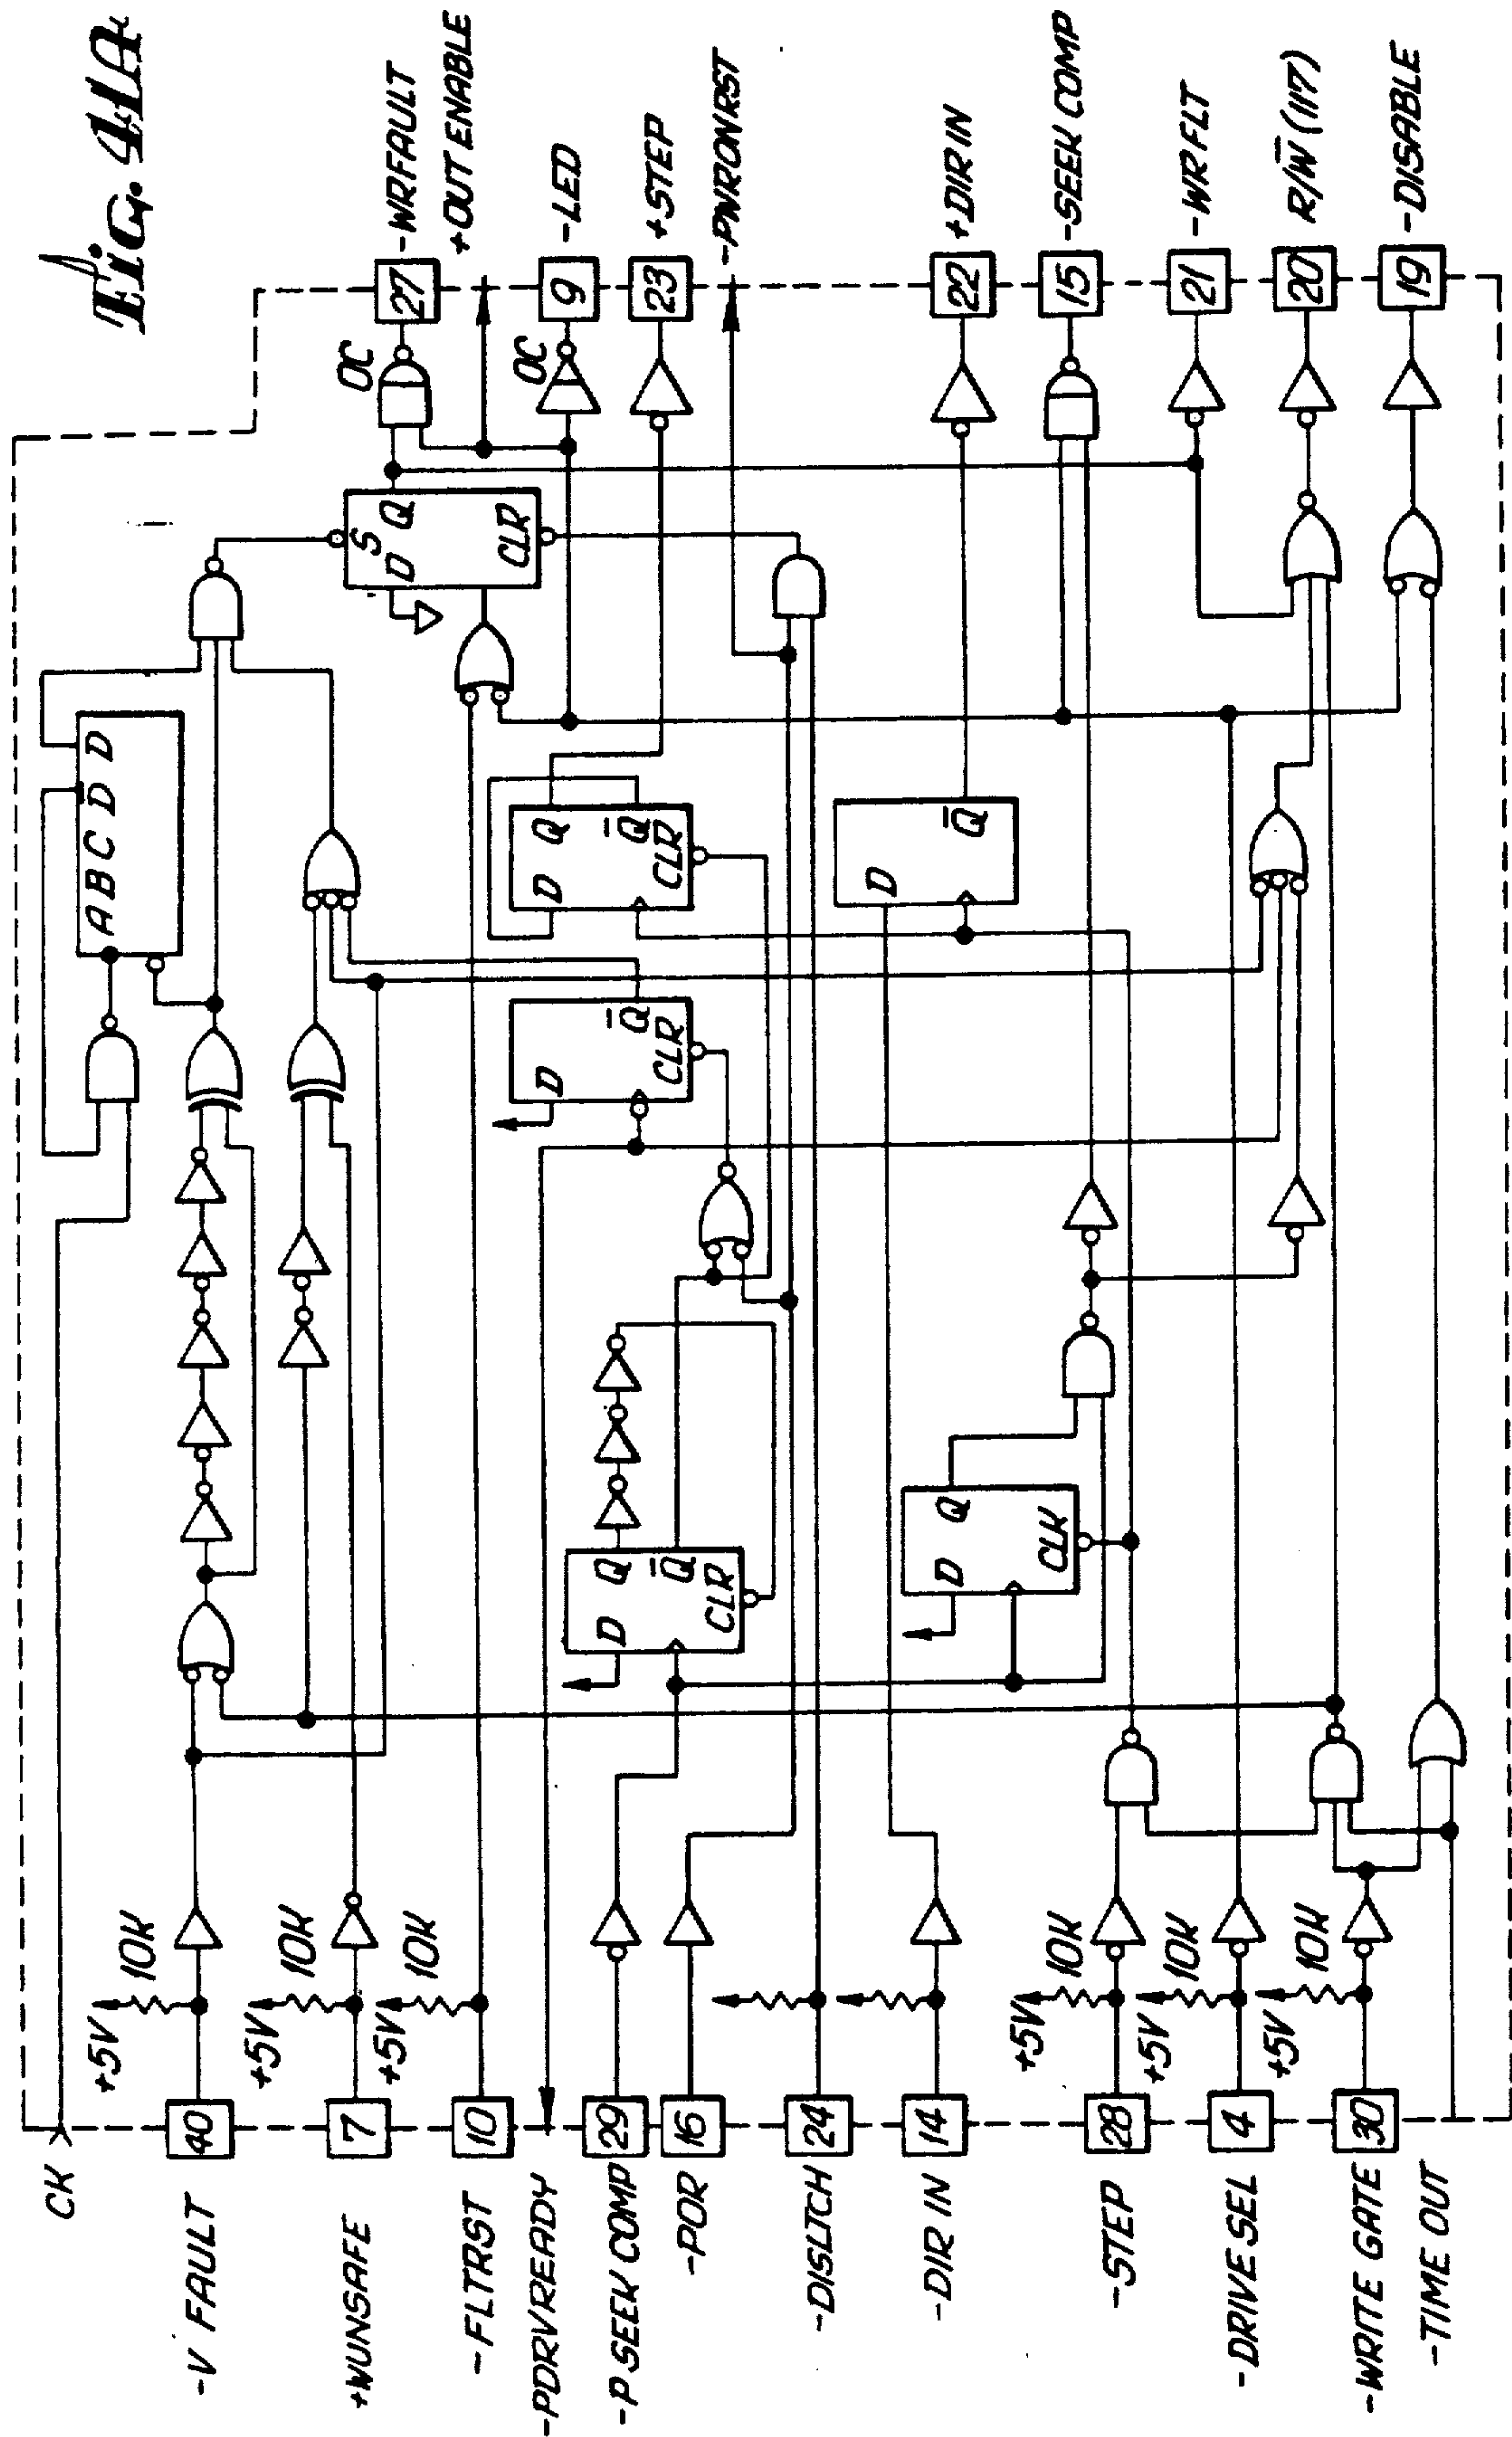 Fig. 41A
CK
-V FAULT
40
+5V
10K
+WUNSAFE
7
+5V
10K
-FLTRST
10
+5V
10K
-PDRVREADY
-P SEEK COMP
29
-POR
16
-DISLTCH
24
-DIR IN
14
-STEP
28
+5V
10K
-DRIVE SEL
4
+5V
10K
-WRITE GATE
30
+5V
10K
-TIME OUT
A B C D̅ D
D Q
Q̅
CLR
D
Q̅
CLR
D Q
Q̅
CLR
D Q
CLK
D
Q̅
S
D Q
CLR
OC
27
-WRFAULT
+OUT ENABLE
OC
9
-LED
23
+STEP
-PWRONRST
22
+DIR IN
15
-SEEK COMP
21
-WR FLT
20
R/W̅ (117)
19
-DISABLE